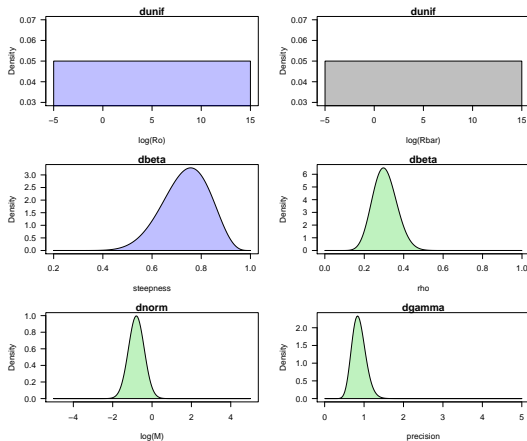 dunif
Density
0.07
0.06
0.05
0.04
0.03
−5 0 5 10 15
log(Ro)
dunif
Density
0.07
0.06
0.05
0.04
0.03
−5 0 5 10 15
log(Rbar)
dbeta
Density
3.0
2.5
2.0
1.5
1.0
0.5
0.0
0.2 0.4 0.6 0.8 1.0
steepness
dbeta
Density
6
5
4
3
2
1
0
0.0 0.2 0.4 0.6 0.8 1.0
rho
dnorm
Density
1.0
0.8
0.6
0.4
0.2
0.0
−4 −2 0 2 4
log(M)
dgamma
Density
2.0
1.5
1.0
0.5
0.0
0 1 2 3 4 5
precision